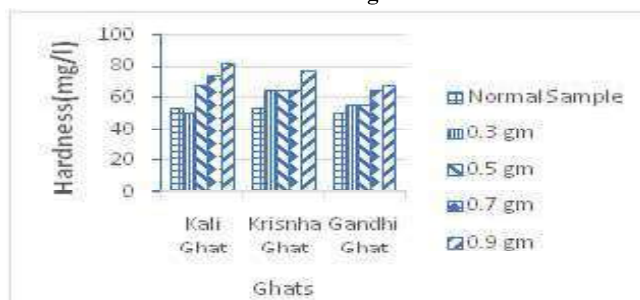 100
80
60
40
20
0
Hardness(mg/l)
Kali Ghat
Krisnha Ghat
Gandhi Ghat
Ghats
Normal Sample
0.3 gm
0.5 gm
0.7 gm
0.9 gm